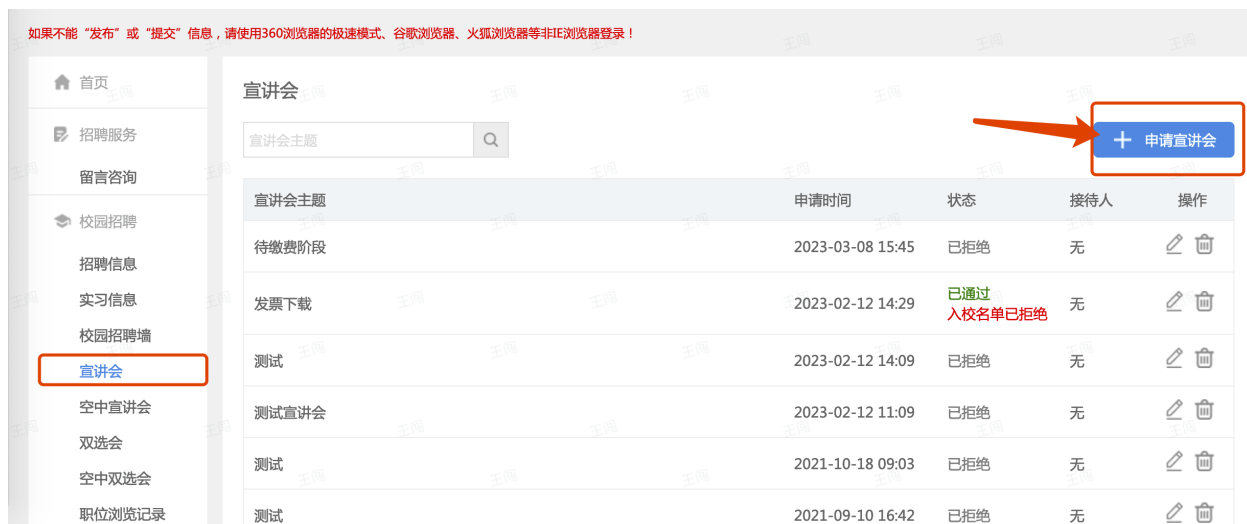 如果不能“发布”或“提交”信息，请使用360浏览器的极速模式、谷歌浏览器、火狐浏览器等非IE浏览器登录！
首页
招聘服务
留言咨询
校园招聘
招聘信息
实习信息
校园招聘墙
宣讲会
空中宣讲会
双选会
空中双选会
职位浏览记录
宣讲会
宣讲会主题
申请宣讲会
宣讲会主题 申请时间 状态 接待人 操作
待缴费阶段 2023-03-08 15:45 已拒绝 无
发票下载 2023-02-12 14:29 已通过 入校名单已拒绝 无
测试 2023-02-12 14:09 已拒绝 无
测试宣讲会 2023-02-12 11:09 已拒绝 无
测试 2021-10-18 09:03 已拒绝 无
测试 2021-09-10 16:42 已拒绝 无